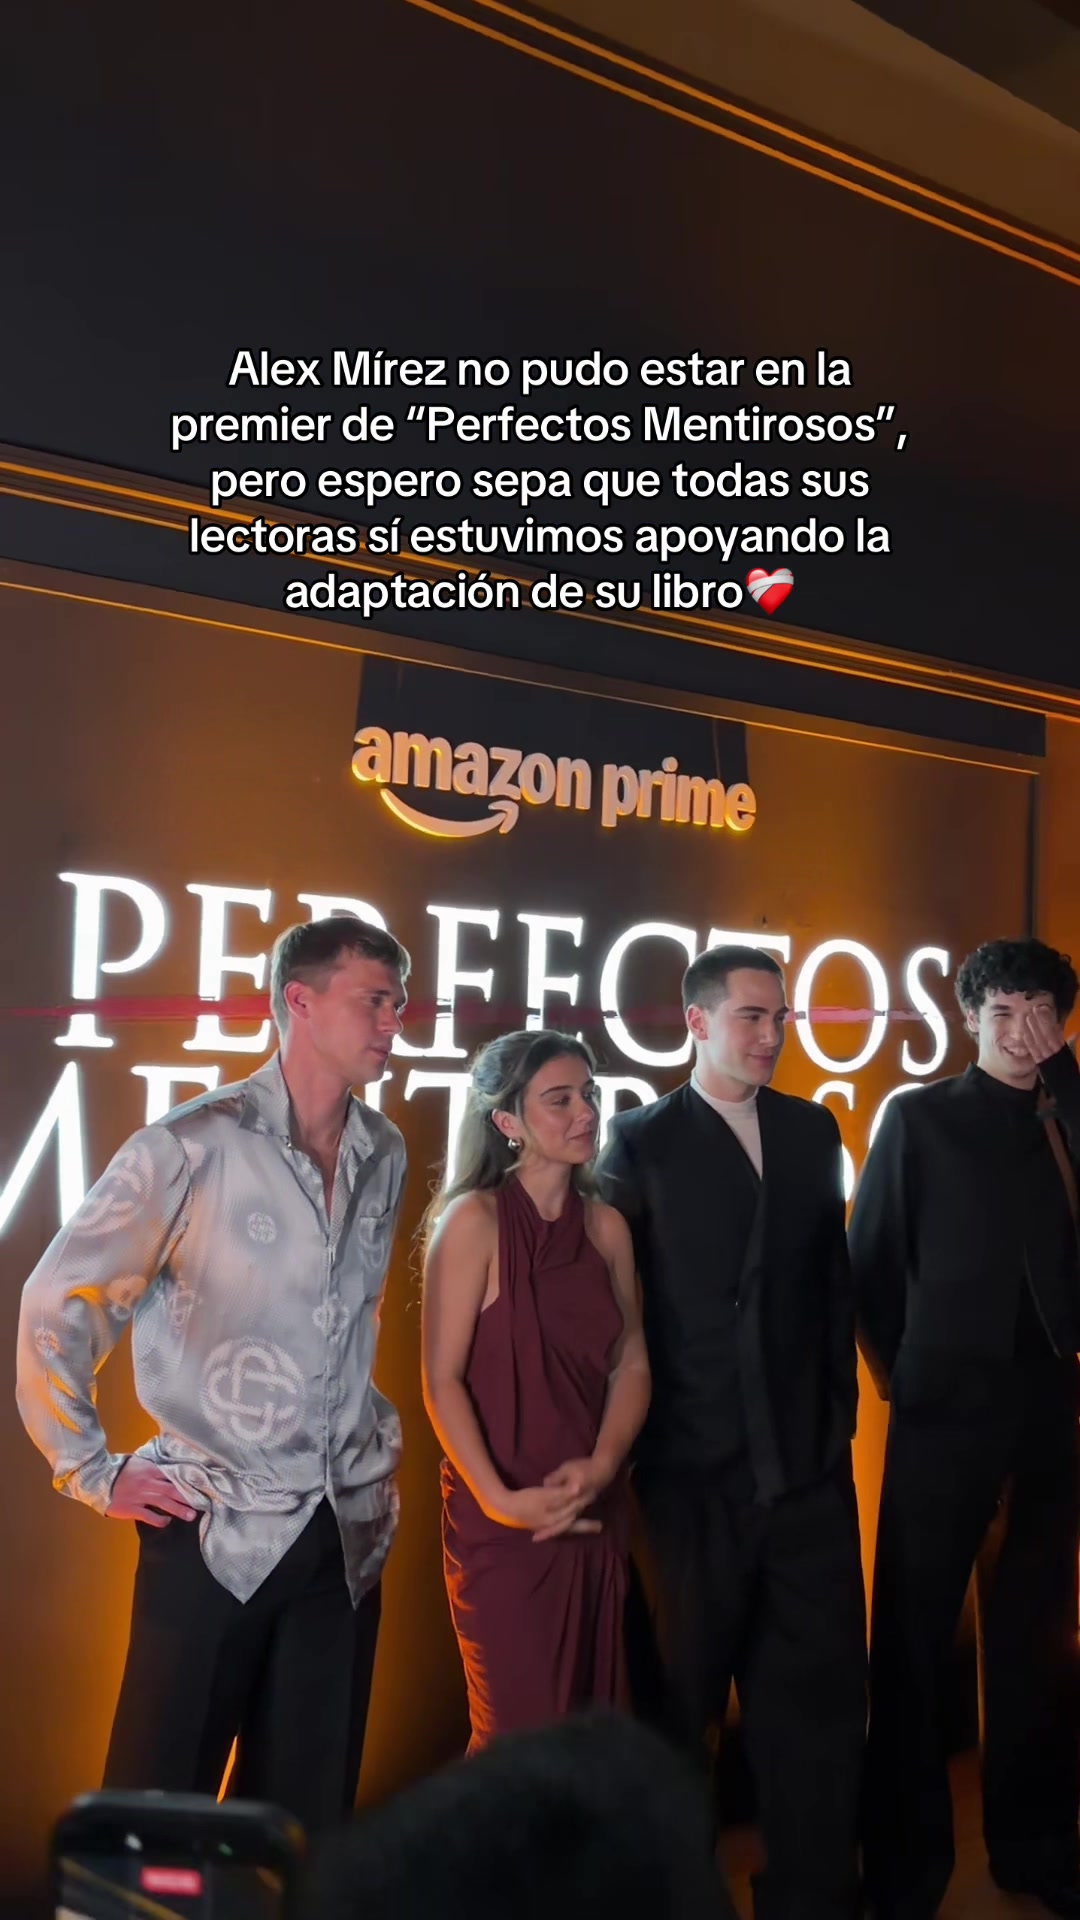 Alex Mírez no pudo estar en la
premier de “Perfectos Mentirosos”,
pero espero sepa que todas sus
lectoras sí estuvimos apoyando la
adaptación de su libro❤️‍🩹
amazon prime
PERFECTOS